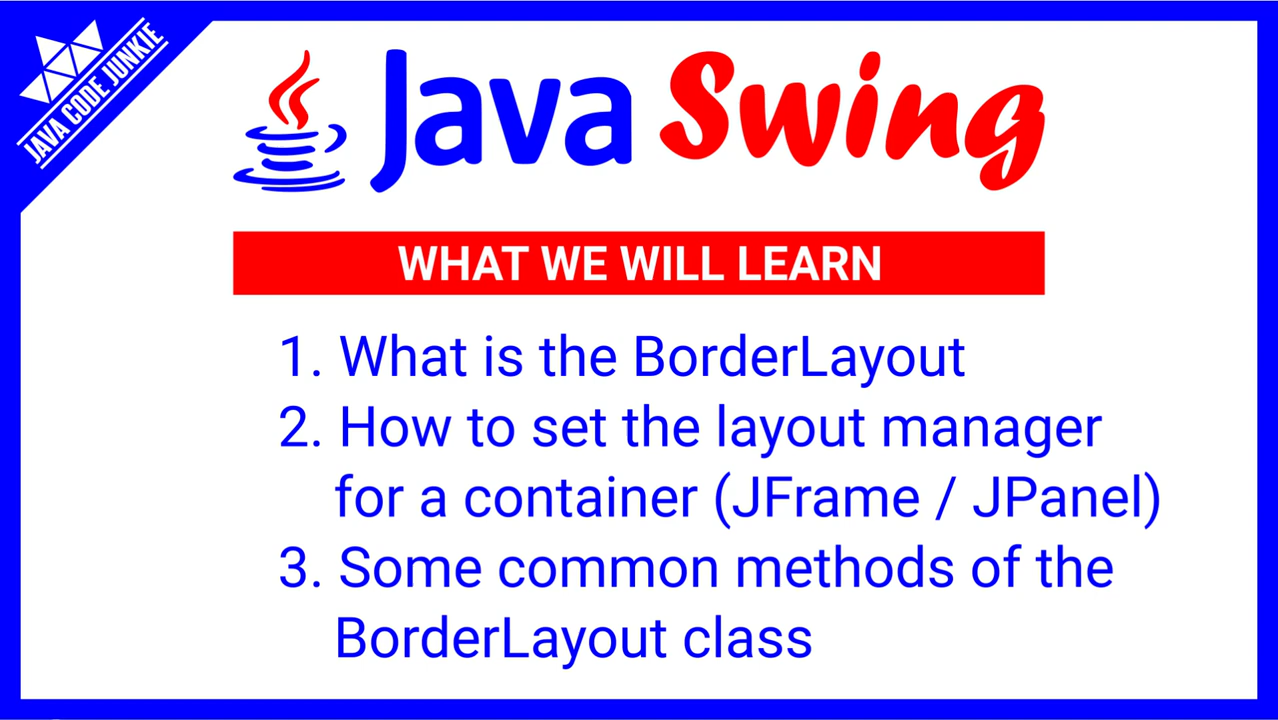 JAVA CODE JUNKIE
Java Swing
WHAT WE WILL LEARN
1. What is the BorderLayout
2. How to set the layout manager
for a container (JFrame / JPanel)
3. Some common methods of the
BorderLayout class